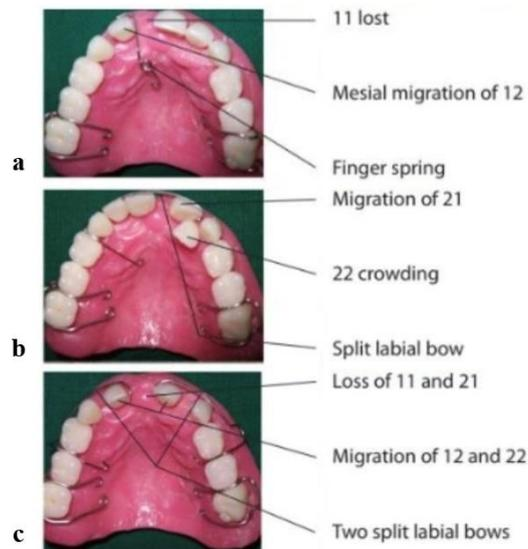 11 lost
Mesial migration of 12
a
Finger spring
Migration of 21
22 crowding
b
Split labial bow
Loss of 11 and 21
Migration of 12 and 22
c
Two split labial bows